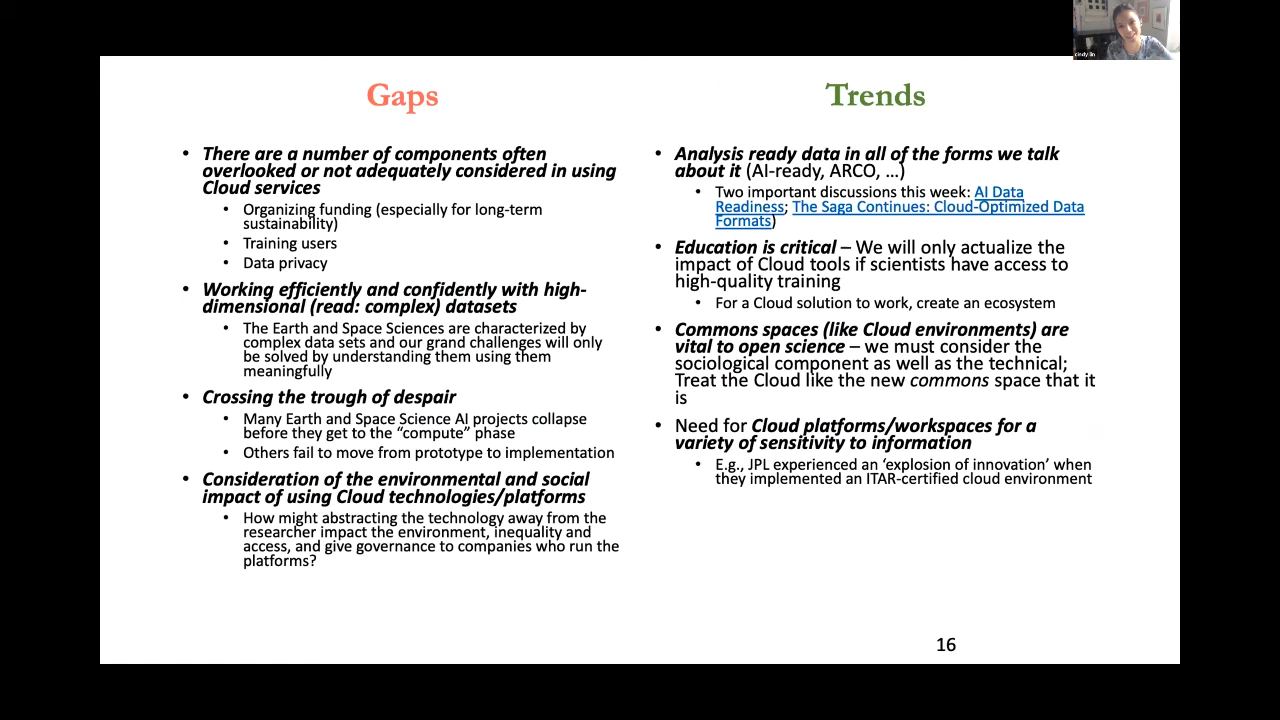 cindy lin
Gaps
• There are a number of components often
overlooked or not adequately considered in using
Cloud services
• Organizing funding (especially for long-term
sustainability)
• Training users
• Data privacy
• Working efficiently and confidently with high-
dimensional (read: complex) datasets
• The Earth and Space Sciences are characterized by
complex data sets and our grand challenges will only
be solved by understanding them using them
meaningfully
• Crossing the trough of despair
• Many Earth and Space Science AI projects collapse
before they get to the “compute” phase
• Others fail to move from prototype to implementation
• Consideration of the environmental and social
impact of using Cloud technologies/platforms
• How might abstracting the technology away from the
researcher impact the environment, inequality and
access, and give governance to companies who run the
platforms?
Trends
• Analysis ready data in all of the forms we talk
about it (AI-ready, ARCO, ...)
• Two important discussions this week: AI Data
Readiness; The Saga Continues: Cloud-Optimized Data
Formats)
• Education is critical – We will only actualize the
impact of Cloud tools if scientists have access to
high-quality training
• For a Cloud solution to work, create an ecosystem
• Commons spaces (like Cloud environments) are
vital to open science – we must consider the
sociological component as well as the technical;
Treat the Cloud like the new commons space that it
is
• Need for Cloud platforms/workspaces for a
variety of sensitivity to information
• E.g., JPL experienced an ‘explosion of innovation’ when
they implemented an ITAR-certified cloud environment
16